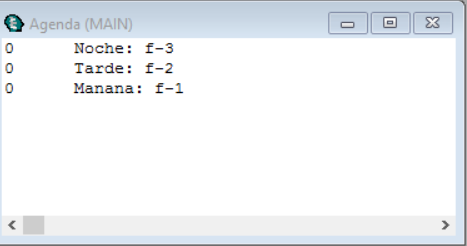 Agenda (MAIN)
0 Noche: f-3
0 Tarde: f-2
0 Manana: f-1